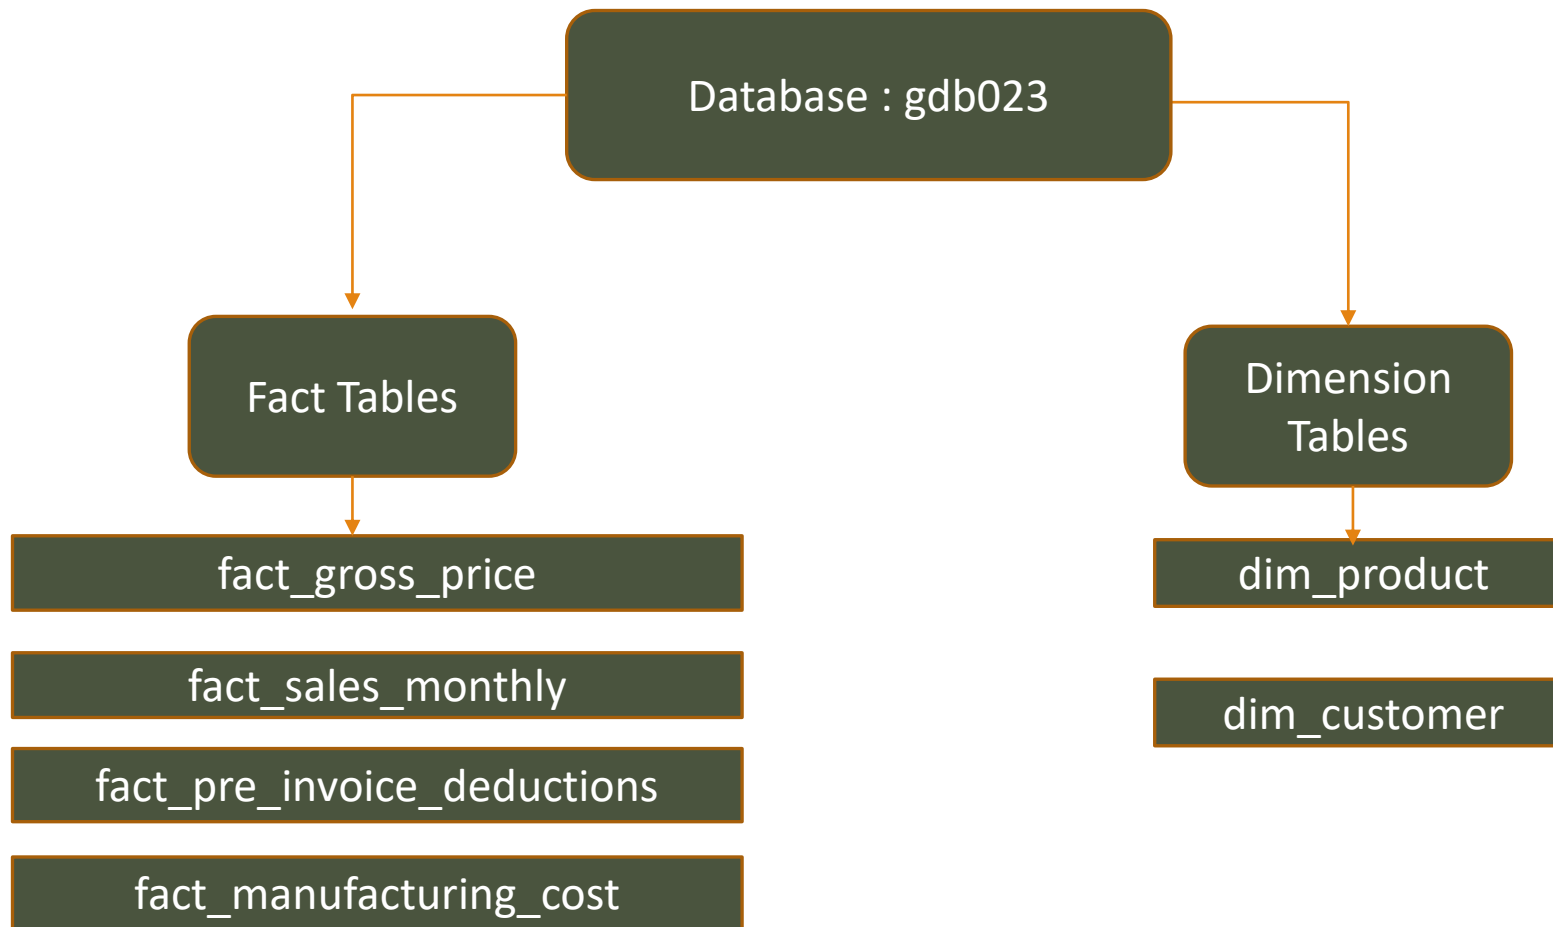 Database : gdb023
Fact Tables
Dimension
Tables
fact_gross_price
fact_sales_monthly
fact_pre_invoice_deductions
fact_manufacturing_cost
dim_product
dim_customer